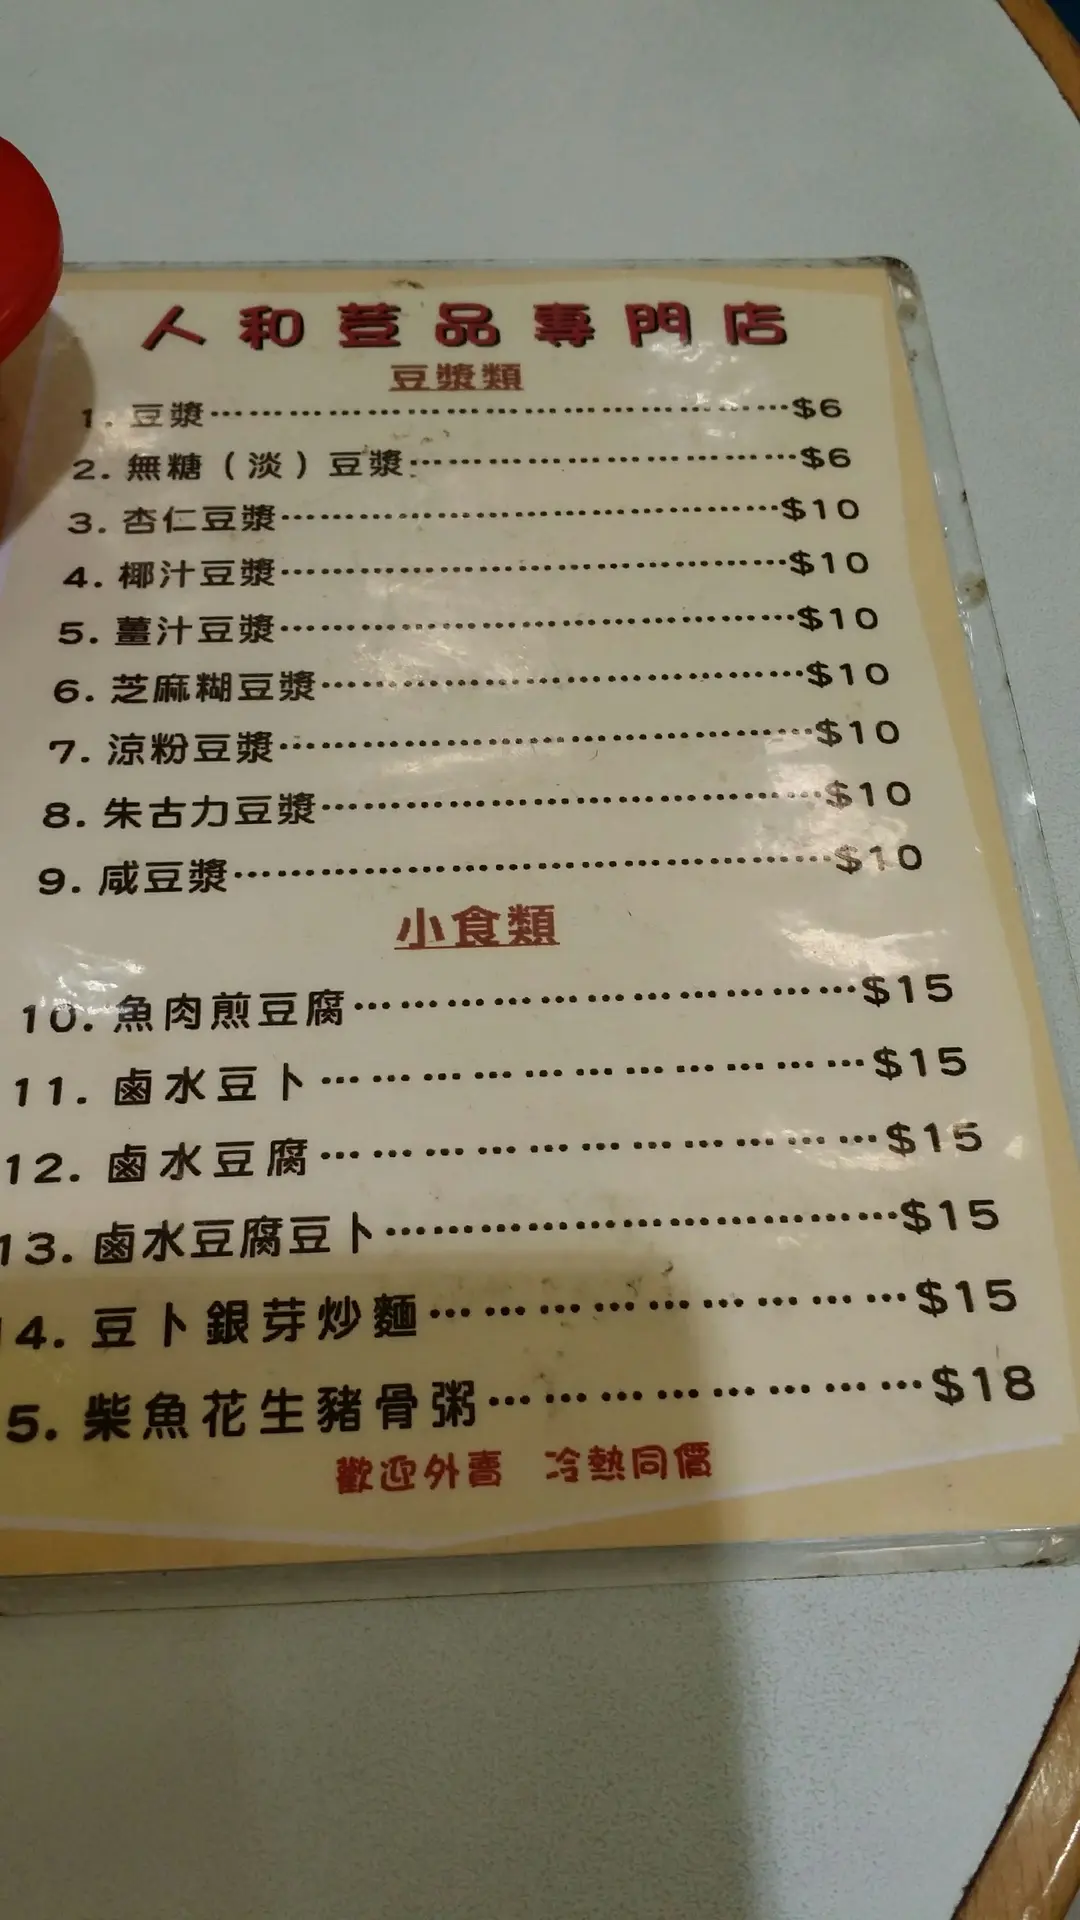 人和荳品專門店
豆漿類
1. 豆漿…………………………………………$6
2. 無糖（淡）豆漿…………………………$6
3. 杏仁豆漿…………………………………$10
4. 椰汁豆漿…………………………………$10
5. 薑汁豆漿…………………………………$10
6. 芝麻糊豆漿………………………………$10
7. 涼粉豆漿…………………………………$10
8. 朱古力豆漿………………………………$10
9. 咸豆漿……………………………………$10
小食類
10. 魚肉煎豆腐……………………………$15
11. 鹵水豆卜………………………………$15
12. 鹵水豆腐………………………………$15
13. 鹵水豆腐豆卜…………………………$15
14. 豆卜銀芽炒麵…………………………$15
5. 柴魚花生豬骨粥………………………$18
歡迎外賣 冷熱同價